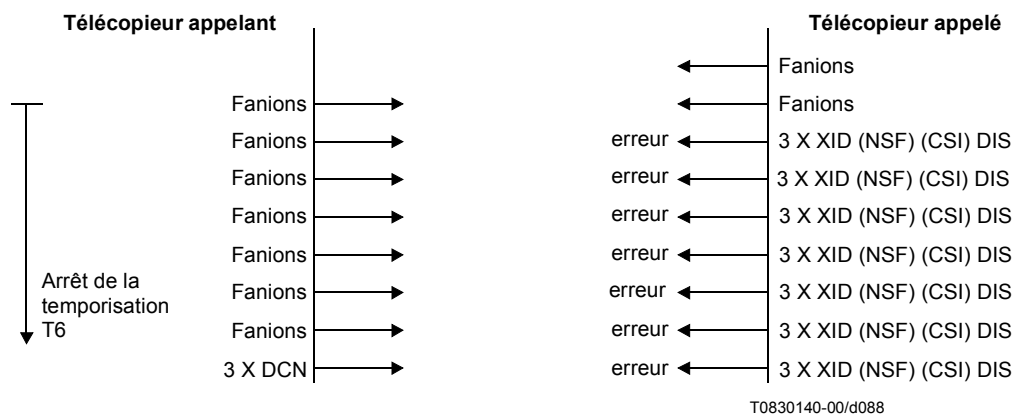 Télécopieur appelant
Télécopieur appelé
Fanions
Fanions Fanions
Fanions erreur 3 X XID (NSF) (CSI) DIS
Fanions erreur 3 X XID (NSF) (CSI) DIS
Fanions erreur 3 X XID (NSF) (CSI) DIS
Fanions erreur 3 X XID (NSF) (CSI) DIS
Arrêt de la
temporisation
T6
Fanions erreur 3 X XID (NSF) (CSI) DIS
Fanions erreur 3 X XID (NSF) (CSI) DIS
3 X DCN erreur 3 X XID (NSF) (CSI) DIS
T0830140-00/d088